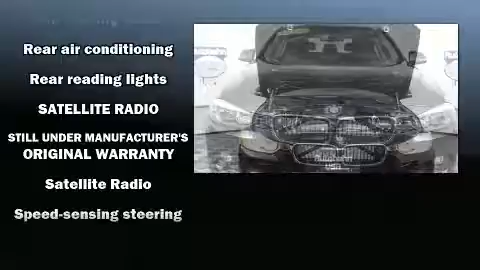 Rear air conditioning
Rear reading lights
SATELLITE RADIO
STILL UNDER MANUFACTURER'S
ORIGINAL WARRANTY
Satellite Radio
Speed-sensing steering